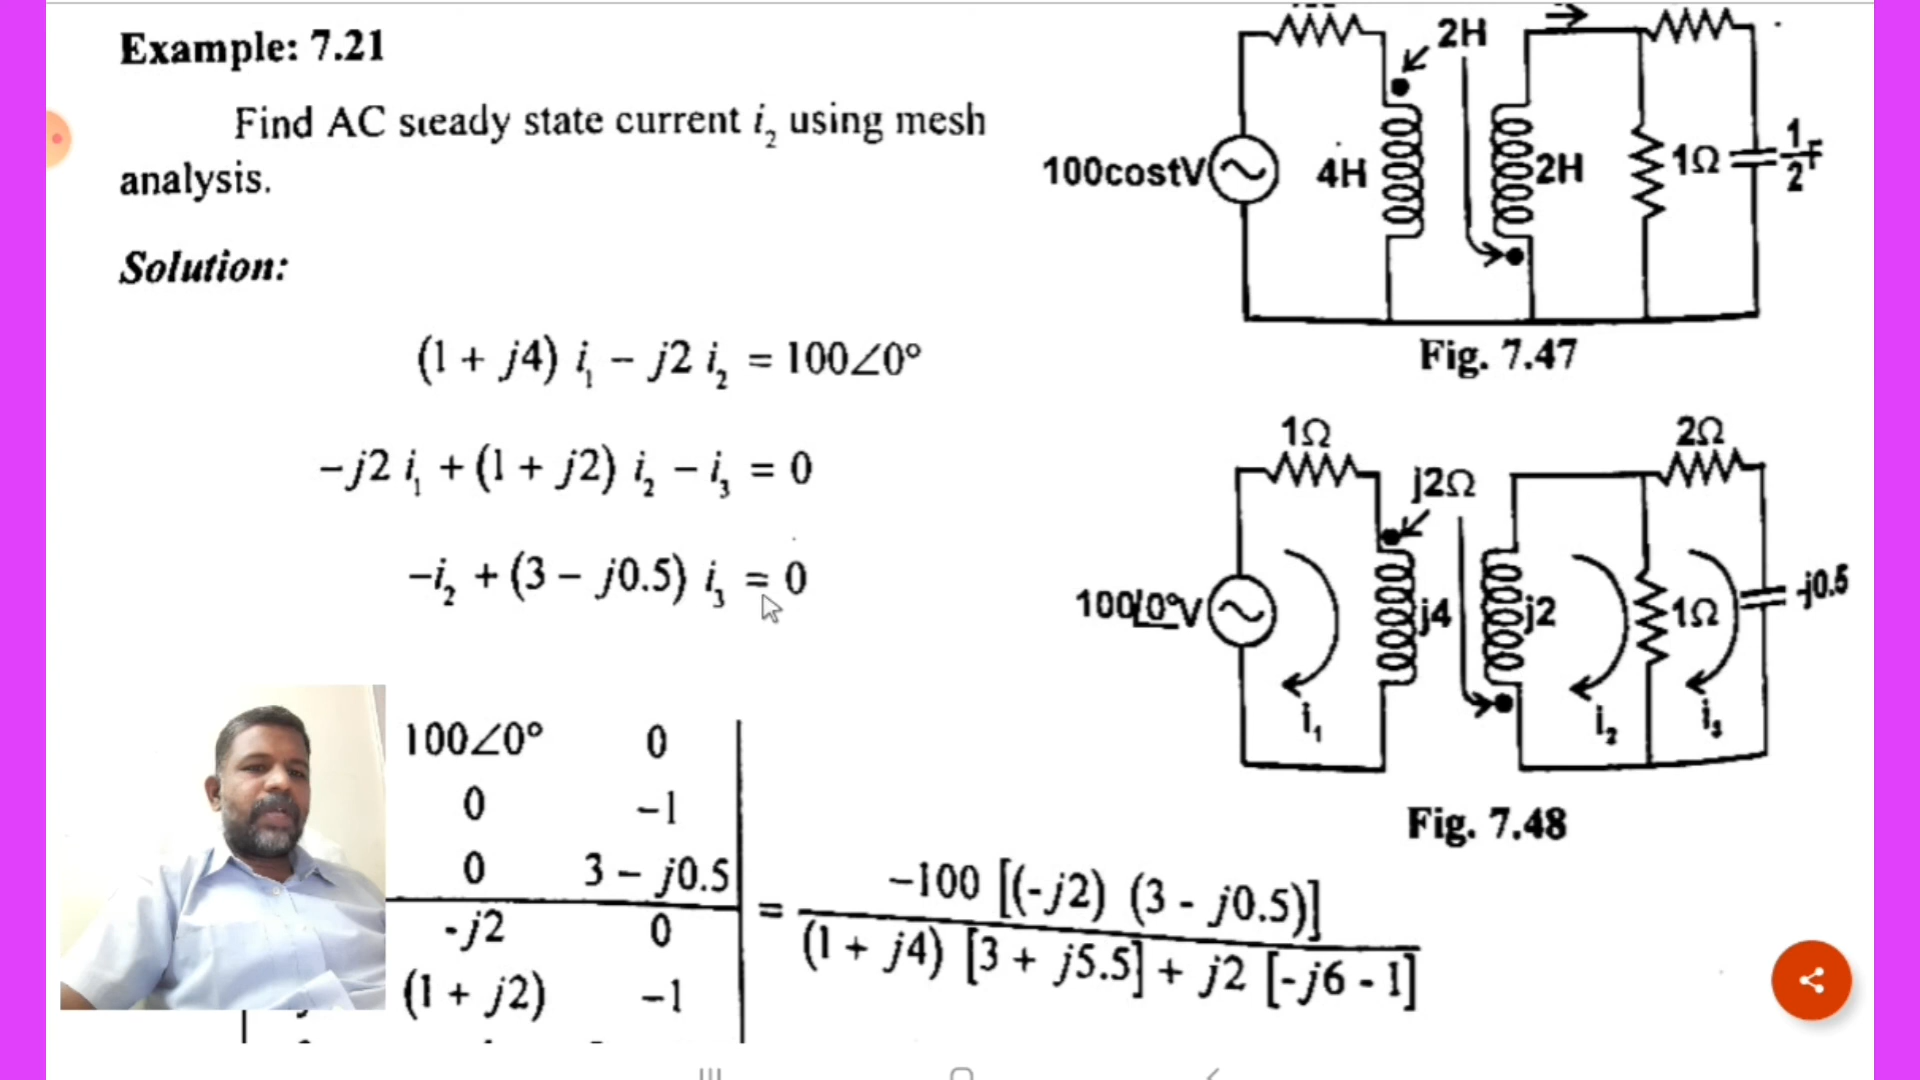 Example: 7.21
Find AC steady state current i₂ using mesh
analysis.
Solution:
(1 + j4) i₁ − j2 i₂ = 100∠0°
−j2 i₁ + (1 + j2) i₂ − i₃ = 0
−i₂ + (3 − j0.5) i₃ = 0
100∠0° 0
0 −1
0 3 − j0.5
-j2 0
(1 + j2) −1
= −100 [(-j2) (3 - j0.5)]
(1 + j4) [3 + j5.5] + j2 [-j6 - 1]
2H
100costV
4H
2H
1Ω
1/2 F
Fig. 7.47
1Ω
2Ω
j2Ω
100∠0°V
j4
j2
1Ω
-j0.5
i₁
i₂
i₃
Fig. 7.48